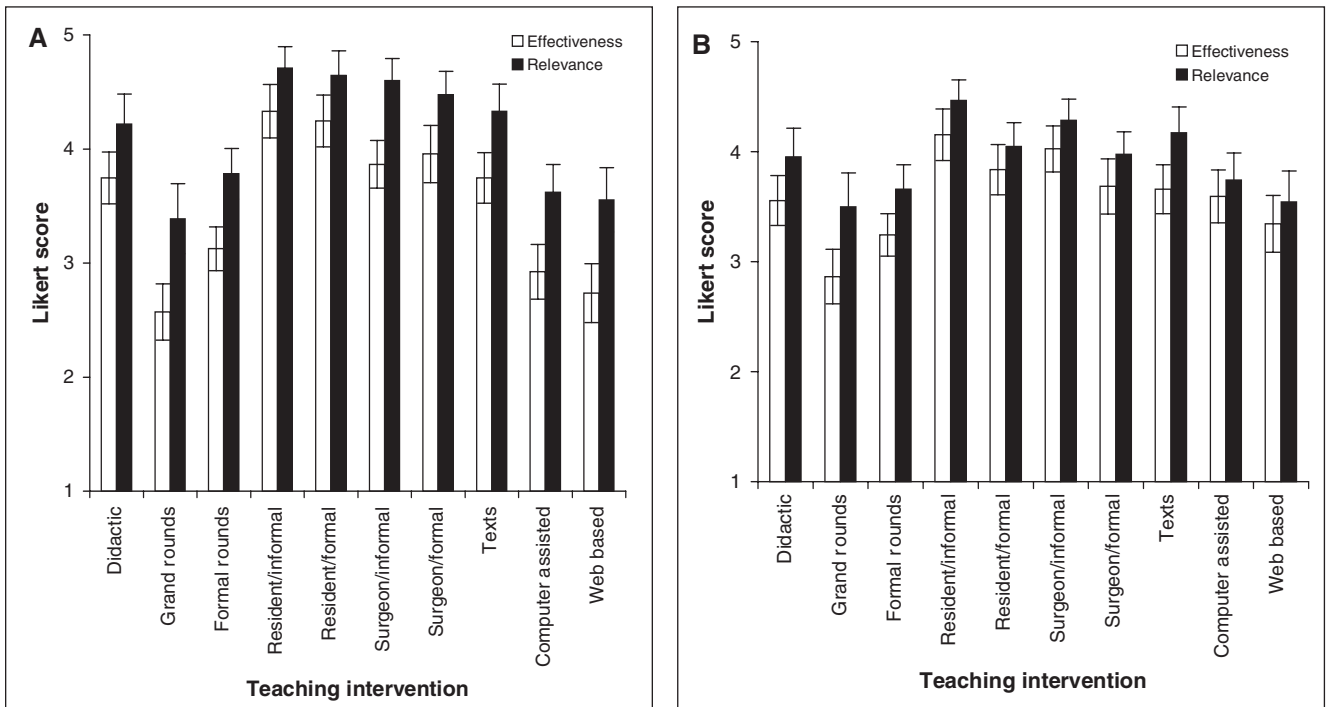 A
Effectiveness
Relevance
5
4
3
2
1
Likert score
Didactic
Grand rounds
Formal rounds
Resident/informal
Resident/formal
Surgeon/informal
Surgeon/formal
Texts
Computer assisted
Web based
Teaching intervention
B
Effectiveness
Relevance
5
4
3
2
1
Likert score
Didactic
Grand rounds
Formal rounds
Resident/informal
Resident/formal
Surgeon/informal
Surgeon/formal
Texts
Computer assisted
Web based
Teaching intervention